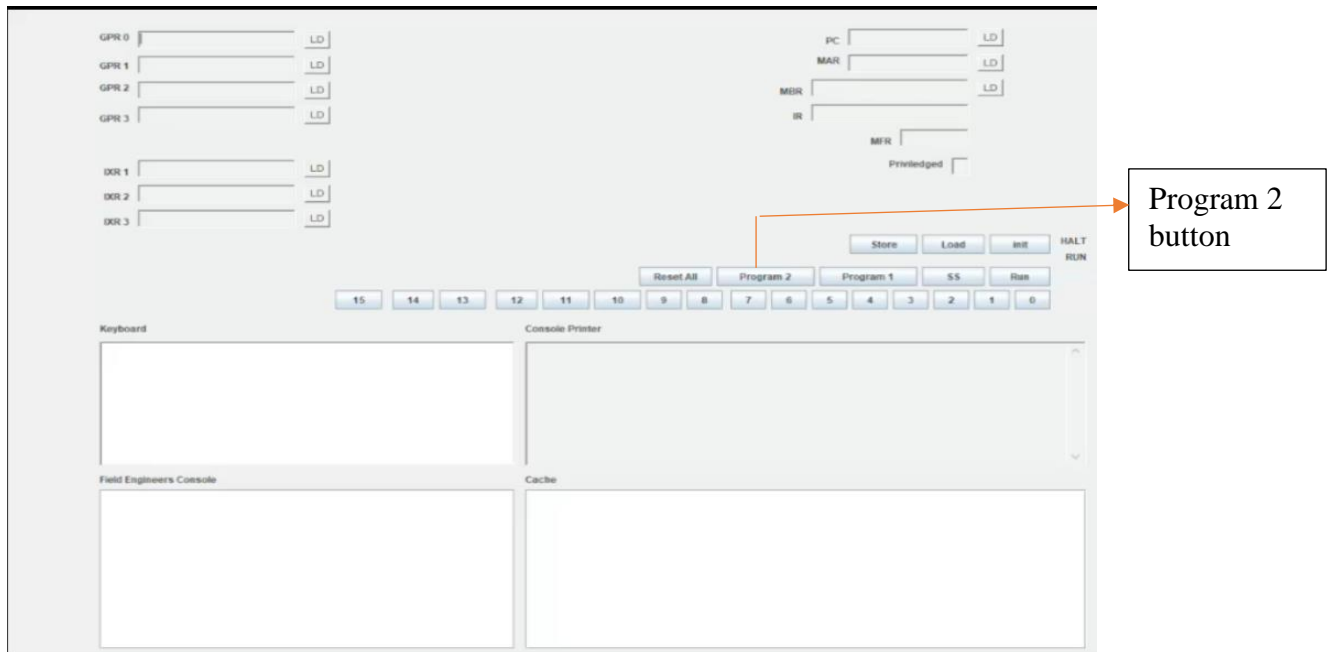 GPR 0 LD PC LD
GPR 1 LD MAR LD
GPR 2 LD MBR LD
GPR 3 LD IR
MFR
IXR 1 LD Priviledged
IXR 2 LD
IXR 3 LD
Program 2
button
Store Load init HALT
RUN
Reset All Program 2 Program 1 SS Run
15 14 13 12 11 10 9 8 7 6 5 4 3 2 1 0
Keyboard Console Printer
Field Engineers Console Cache